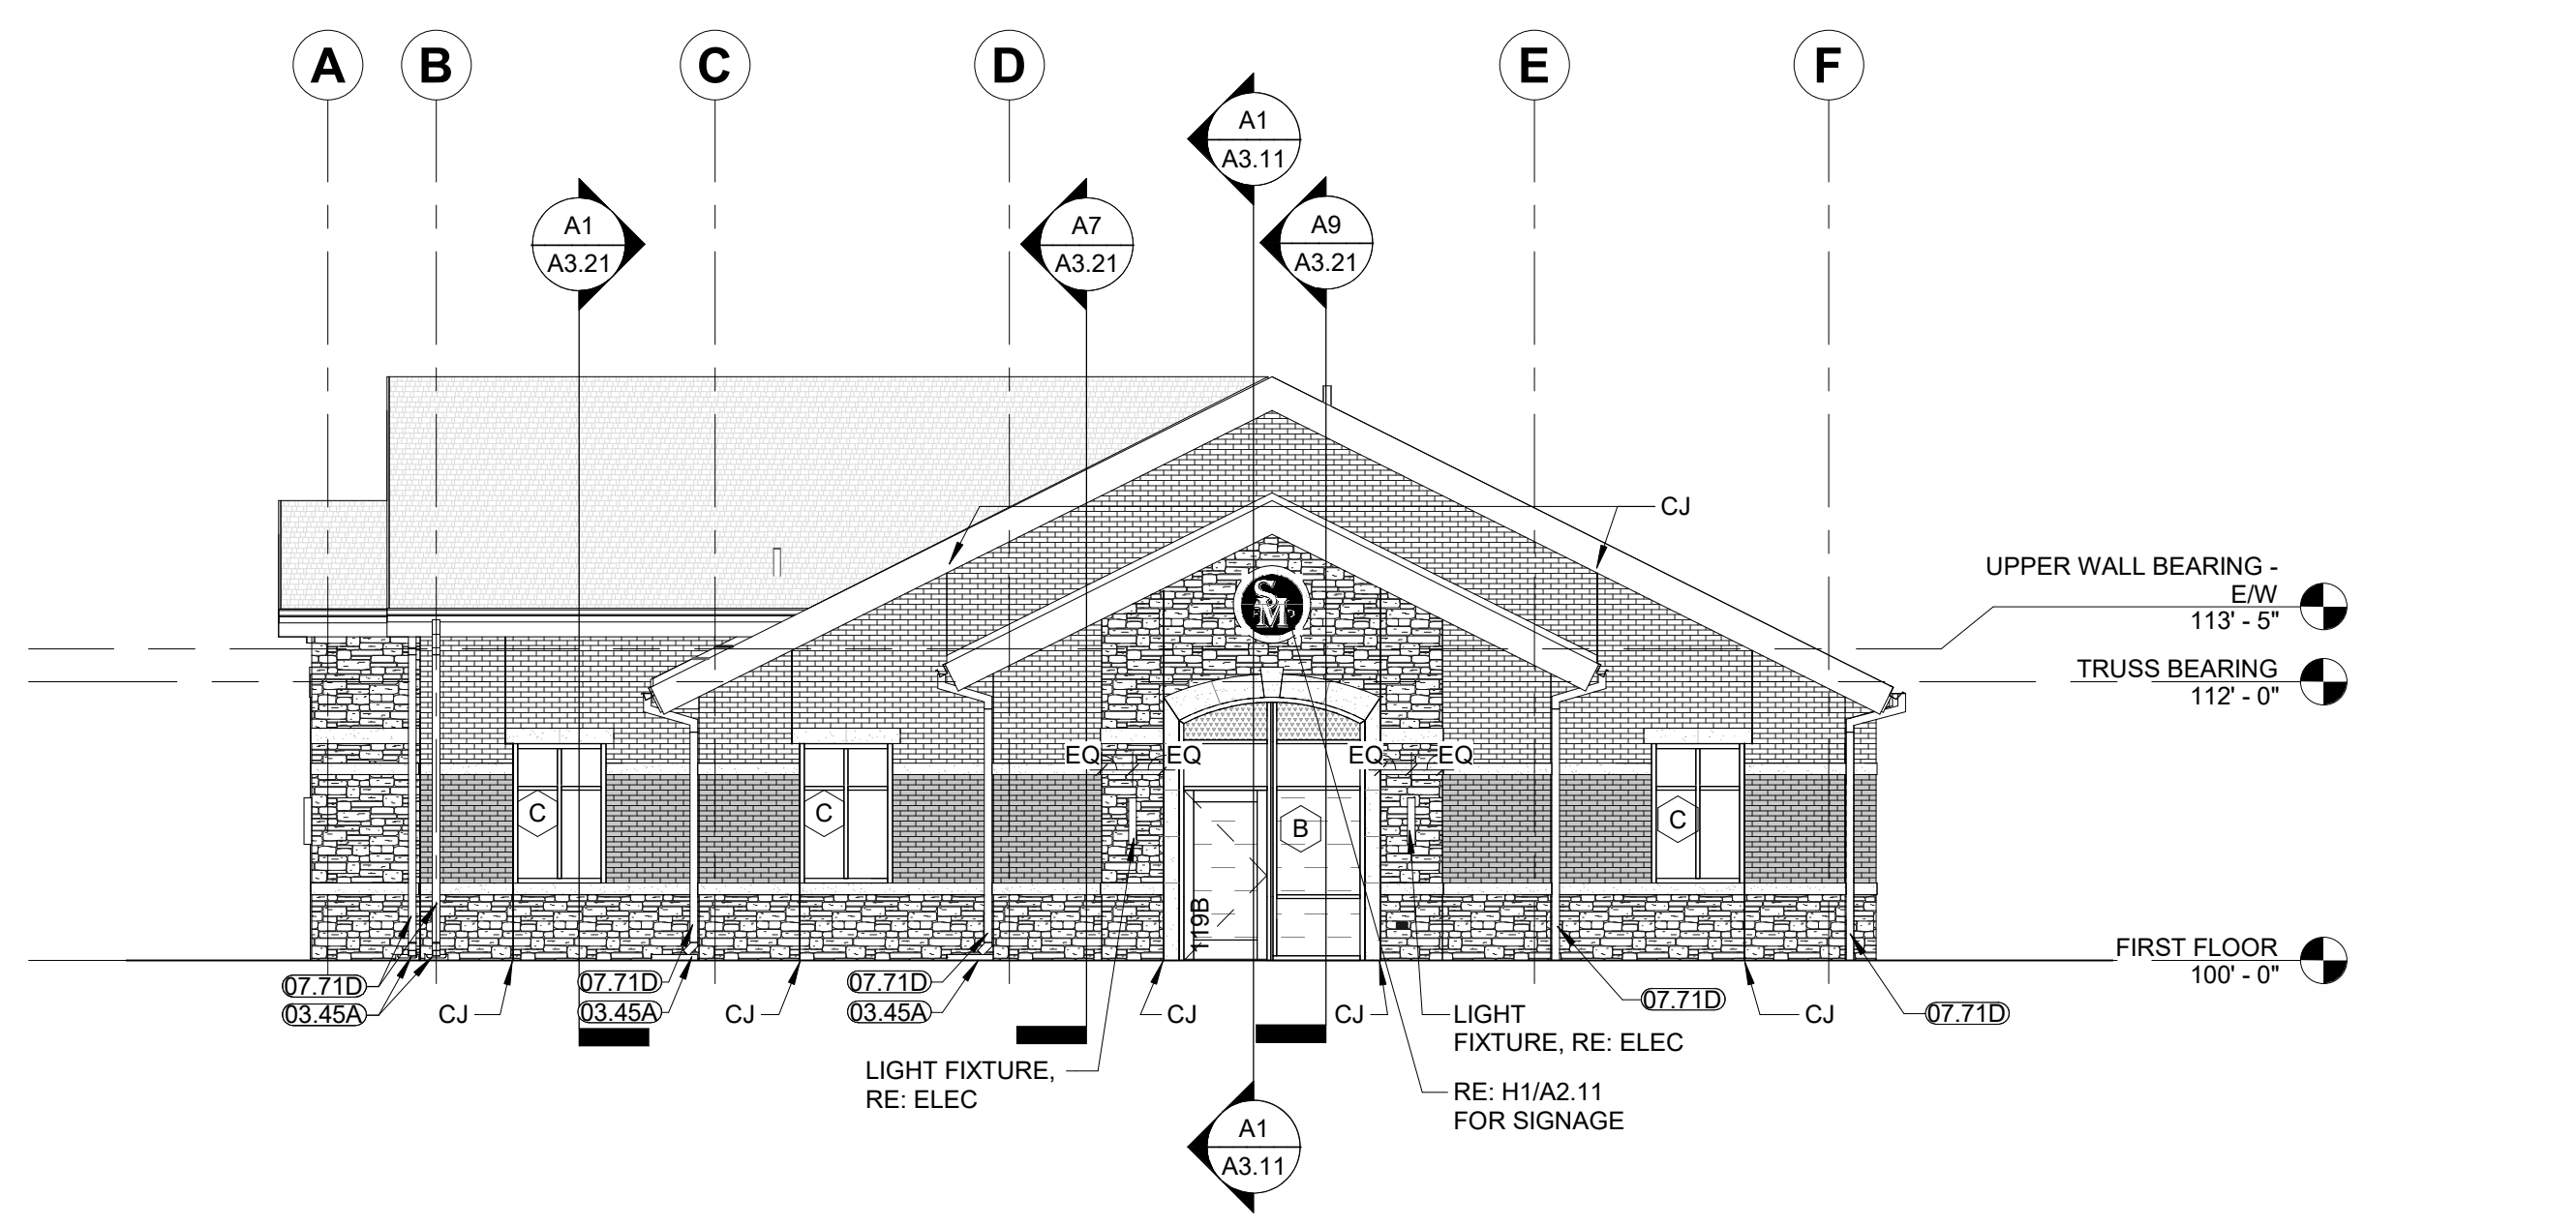 A
B
C
D
E
F
A1
A3.11
A1
A3.21
A7
A3.21
A9
A3.21
CJ
UPPER WALL BEARING -
E/W
113' - 5"
TRUSS BEARING
112' - 0"
SM
EQ
EQ
EQ
EQ
C
C
B
C
119B
FIRST FLOOR
100' - 0"
07.71D
03.45A
CJ
07.71D
03.45A
CJ
07.71D
03.45A
CJ
CJ
LIGHT
FIXTURE, RE: ELEC
07.71D
CJ
07.71D
LIGHT FIXTURE,
RE: ELEC
RE: H1/A2.11
FOR SIGNAGE
A1
A3.11